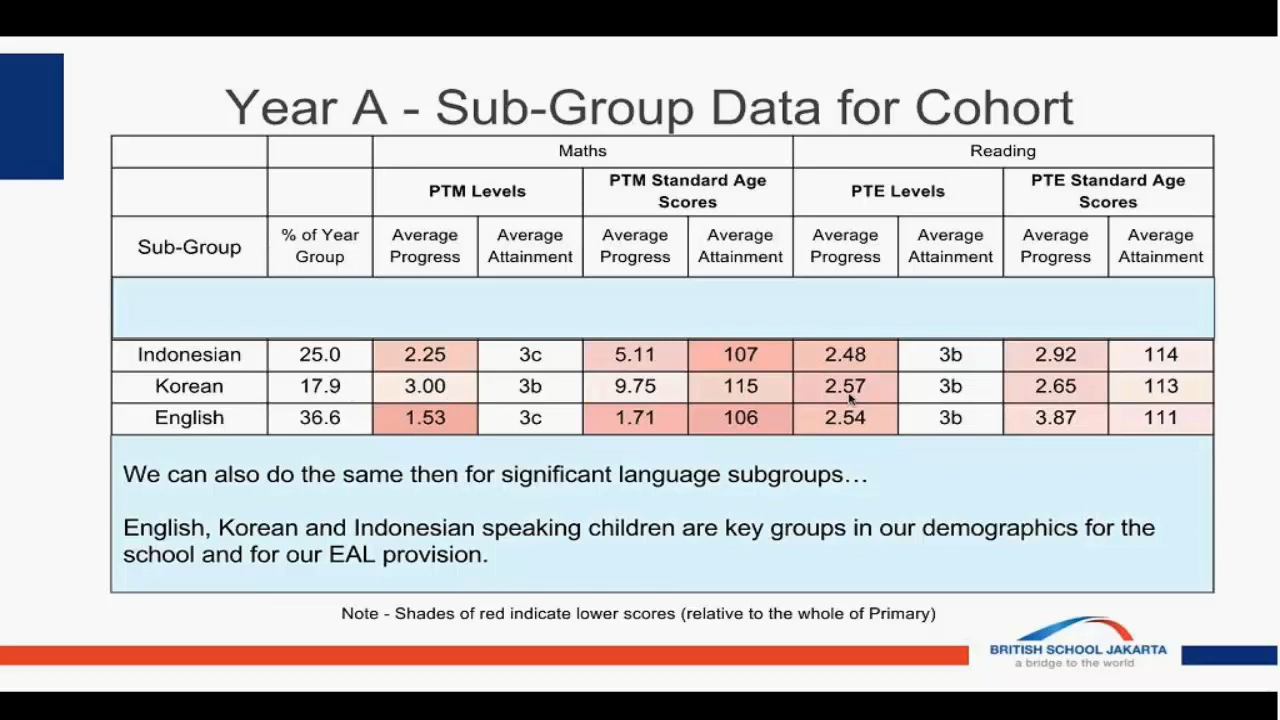 Year A - Sub-Group Data for Cohort
Maths Reading
PTM Levels PTM Standard Age Scores PTE Levels PTE Standard Age Scores
Sub-Group % of Year Group Average Progress Average Attainment Average Progress Average Attainment Average Progress Average Attainment Average Progress Average Attainment
Indonesian 25.0 2.25 3c 5.11 107 2.48 3b 2.92 114
Korean 17.9 3.00 3b 9.75 115 2.57 3b 2.65 113
English 36.6 1.53 3c 1.71 106 2.54 3b 3.87 111
We can also do the same then for significant language subgroups…
English, Korean and Indonesian speaking children are key groups in our demographics for the
school and for our EAL provision.
Note - Shades of red indicate lower scores (relative to the whole of Primary)
BRITISH SCHOOL JAKARTA
a bridge to the world